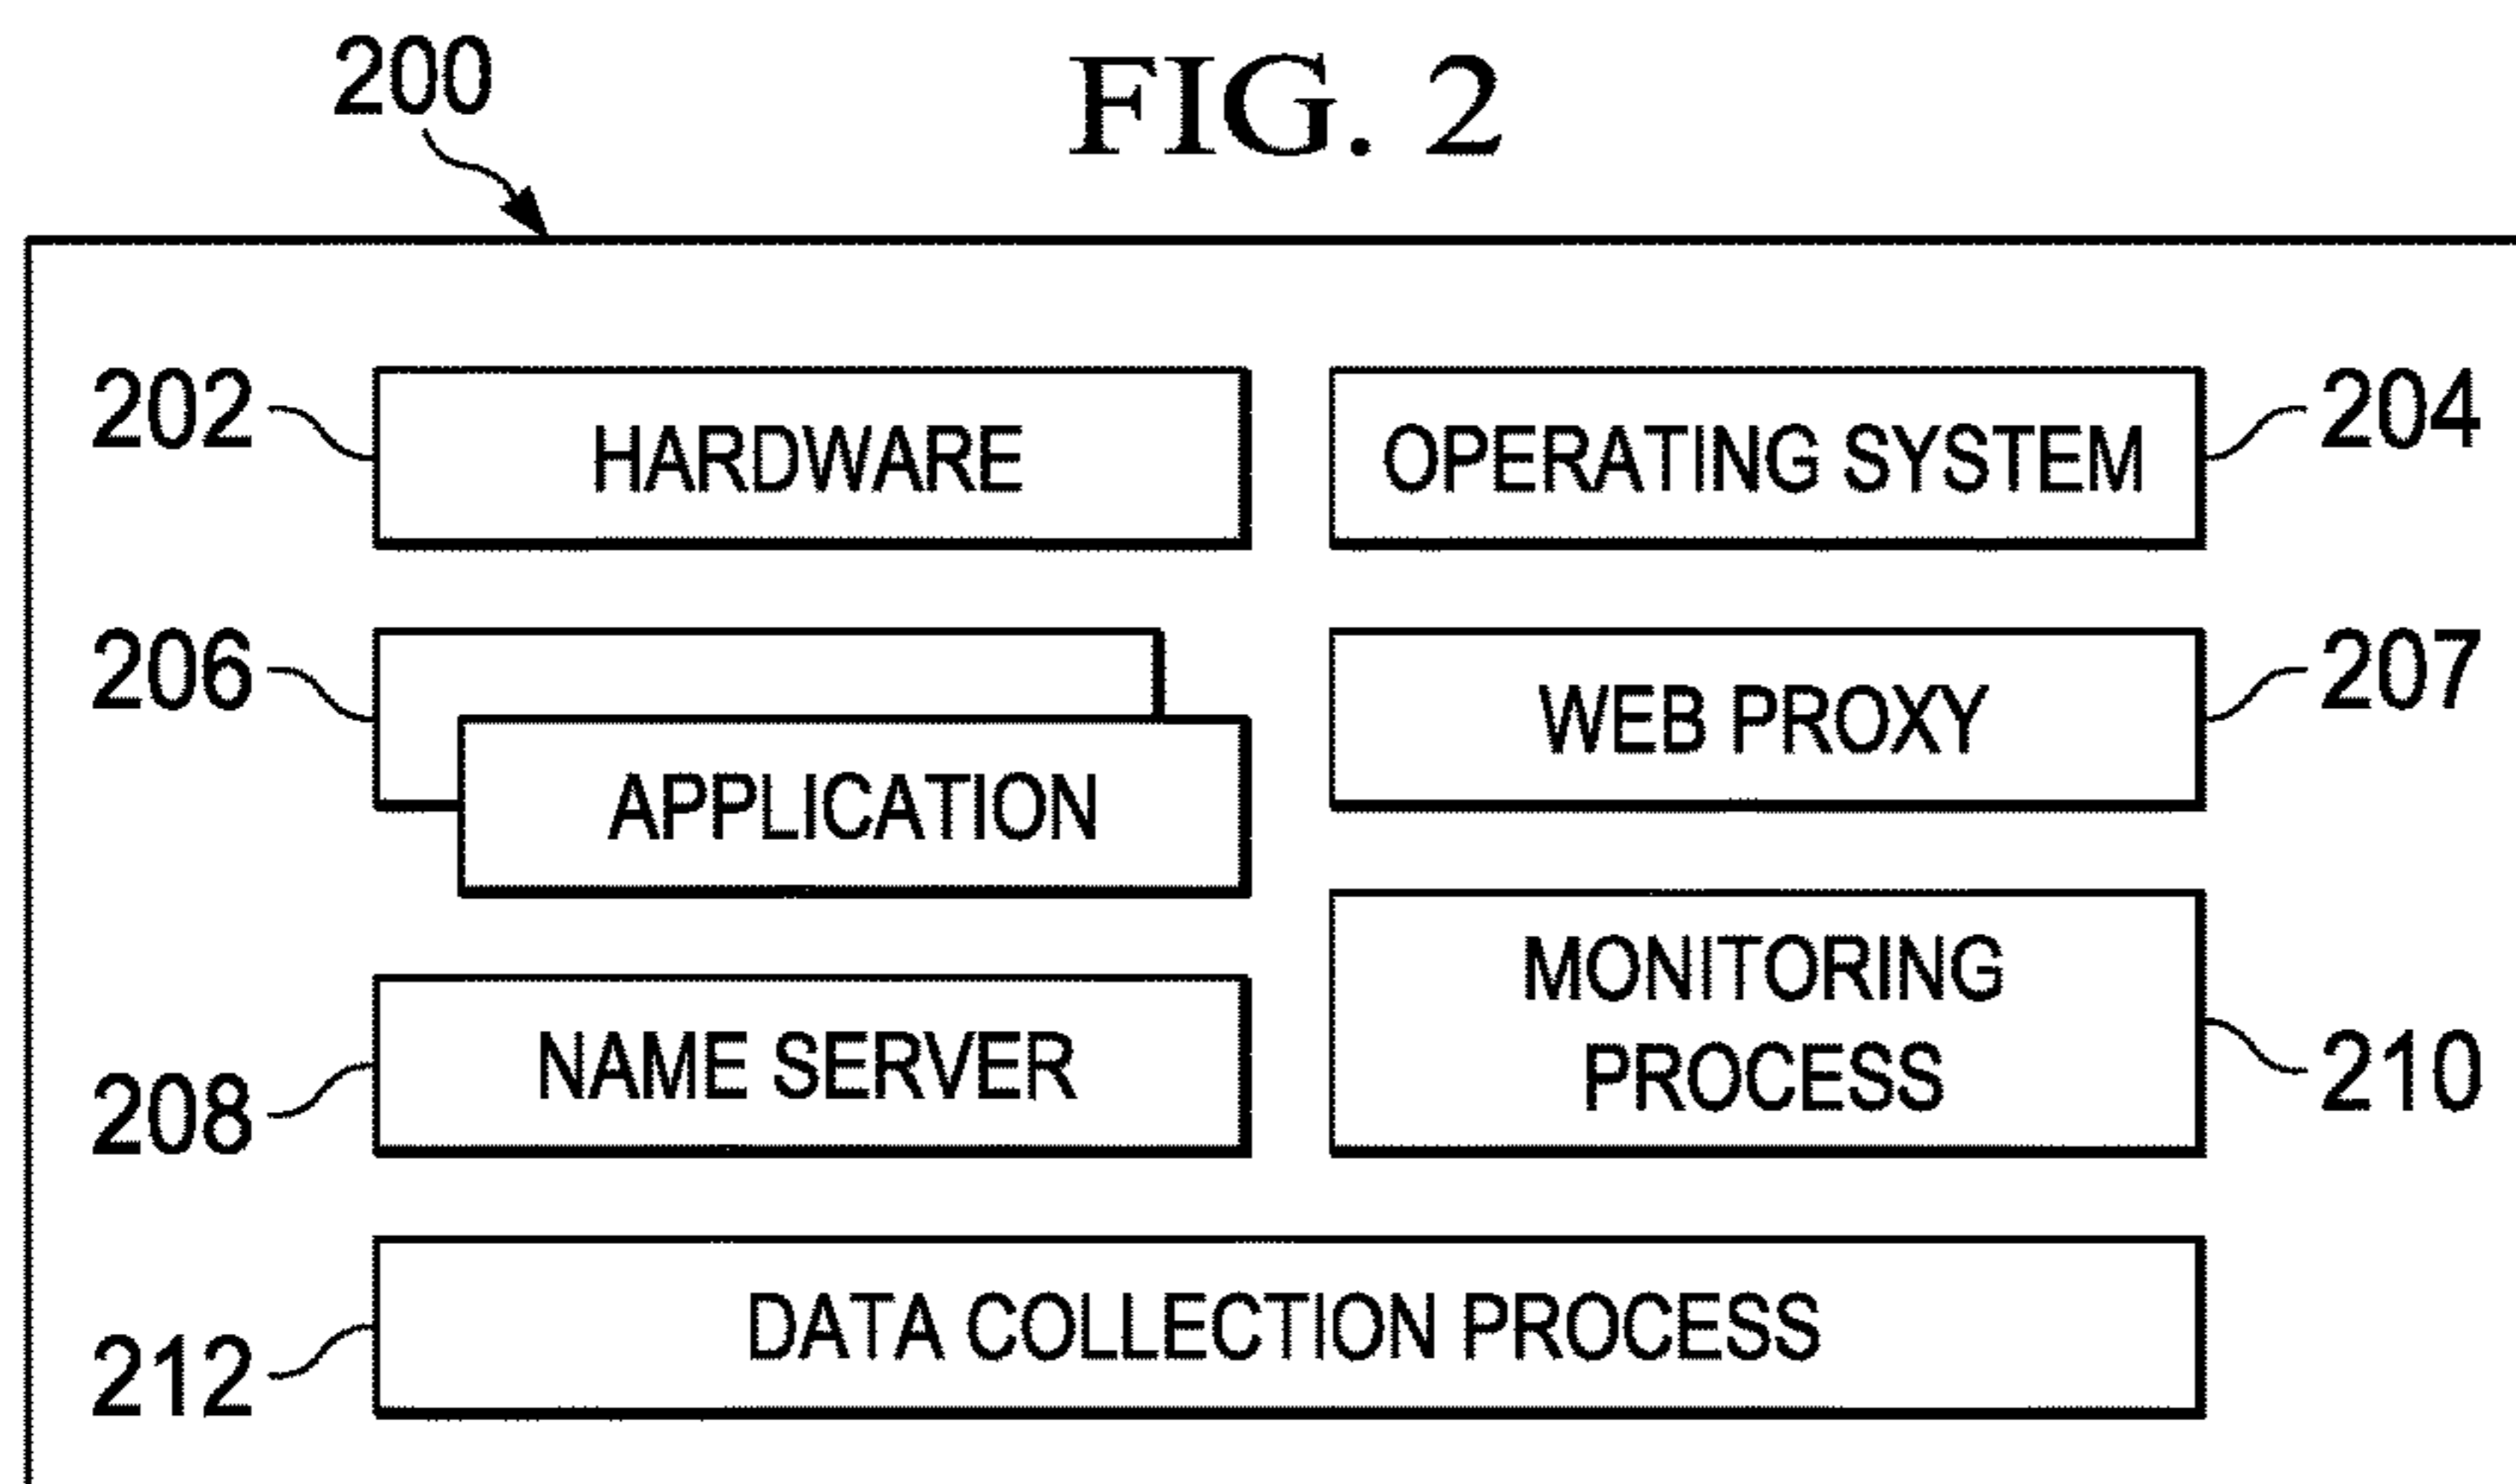 200
FIG. 2
202
HARDWARE
OPERATING SYSTEM
204
206
APPLICATION
WEB PROXY
207
208
NAME SERVER
MONITORING
PROCESS
210
212
DATA COLLECTION PROCESS